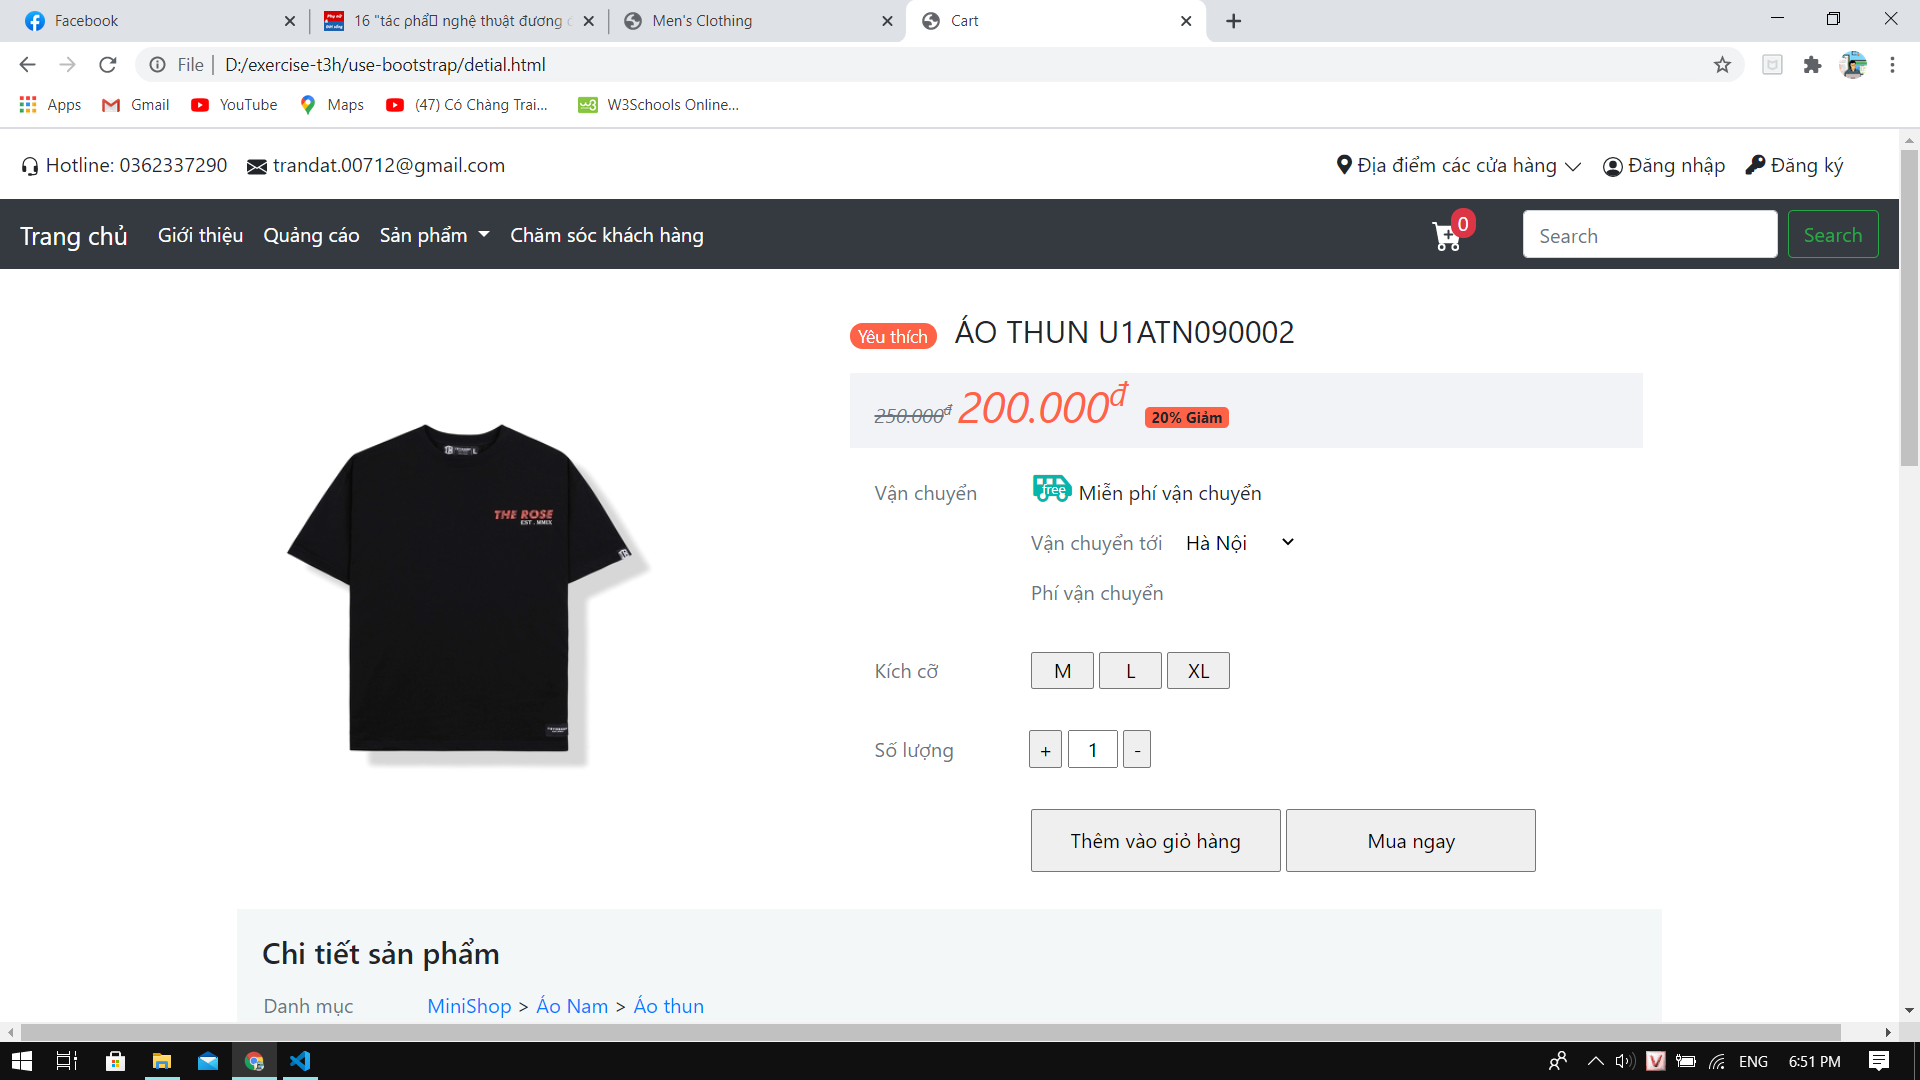 Facebook
16 "tác phẩ▯ nghệ thuật đương
Men's Clothing
Cart
File
D:/exercise-t3h/use-bootstrap/detial.html
Apps
Gmail
YouTube
Maps
(47) Có Chàng Trai...
W3Schools Online...
Hotline: 0362337290
trandat.00712@gmail.com
Địa điểm các cửa hàng
Đăng nhập
Đăng ký
Trang chủ
Giới thiệu
Quảng cáo
Sản phẩm
Chăm sóc khách hàng
0
Search
Search
Yêu thích
ÁO THUN U1ATN090002
250.000đ
200.000đ
20% Giảm
THE ROSE
EST . MMIX
Vận chuyển
free
Miễn phí vận chuyển
Vận chuyển tới
Hà Nội
Phí vận chuyển
Kích cỡ
M
L
XL
Số lượng
+
1
-
Thêm vào giỏ hàng
Mua ngay
Chi tiết sản phẩm
Danh mục
MiniShop > Áo Nam > Áo thun
ENG
6:51 PM